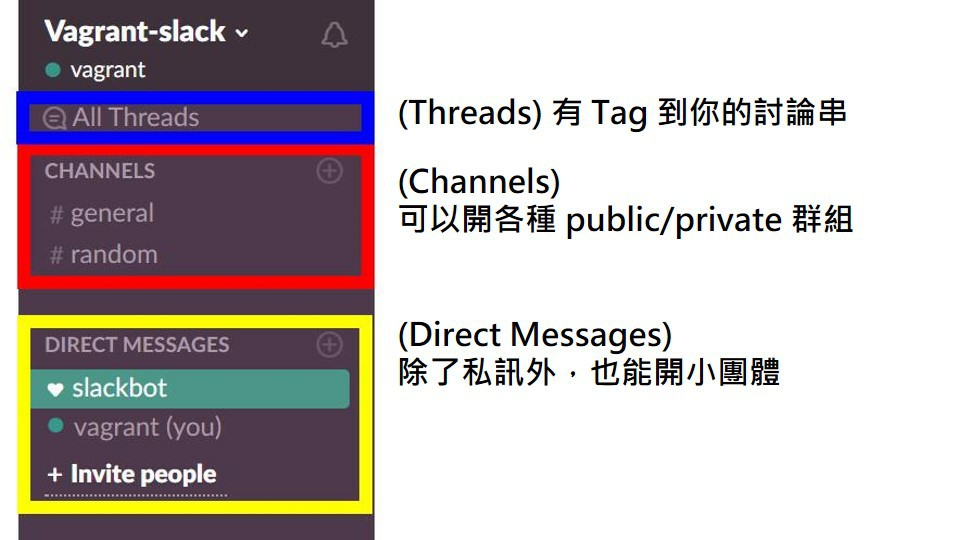 Vagrant-slack
vagrant
All Threads
(Threads) 有 Tag 到你的討論串
CHANNELS
# general
# random
(Channels)
可以開各種 public/private 群組
DIRECT MESSAGES
slackbot
vagrant (you)
+ Invite people
(Direct Messages)
除了私訊外，也能開小團體